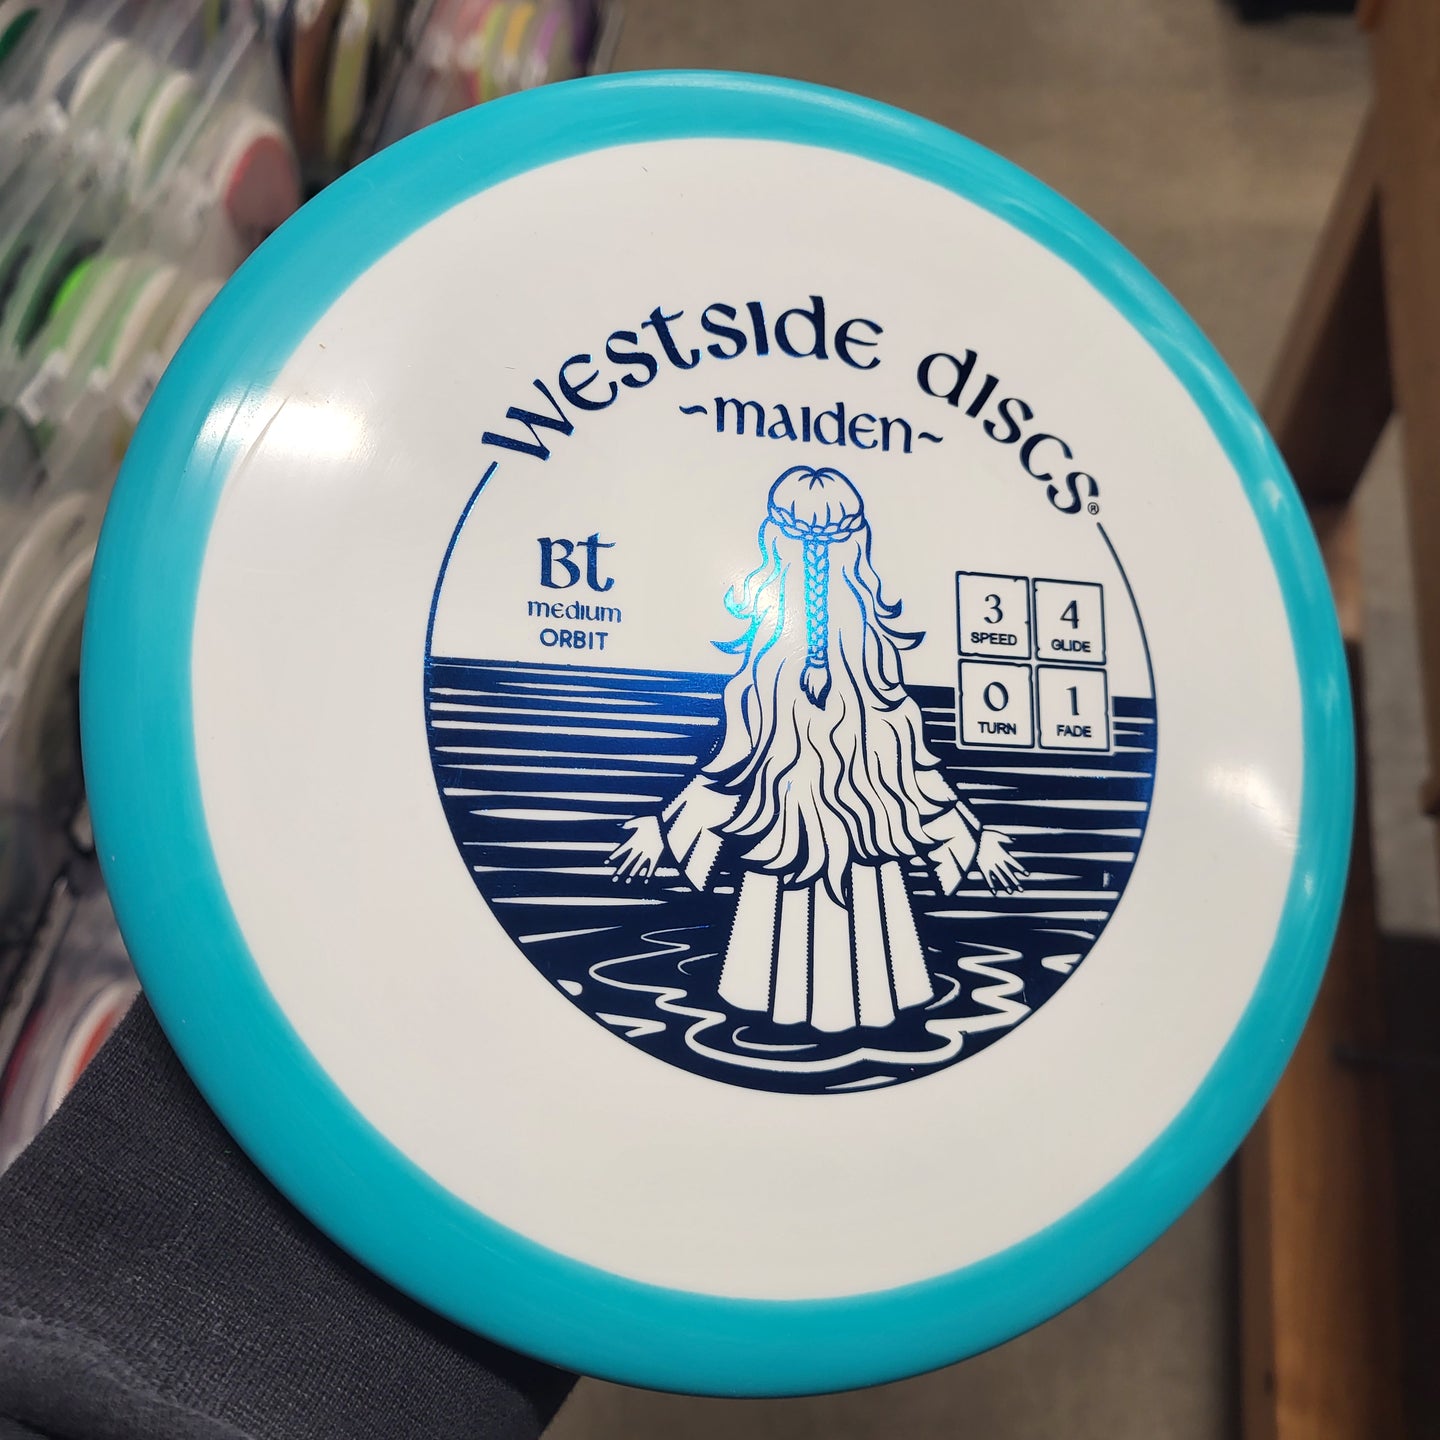 Westside Discs®
~Maiden~
BT
medium
ORBIT
3
SPEED
4
GLIDE
0
TURN
1
FADE